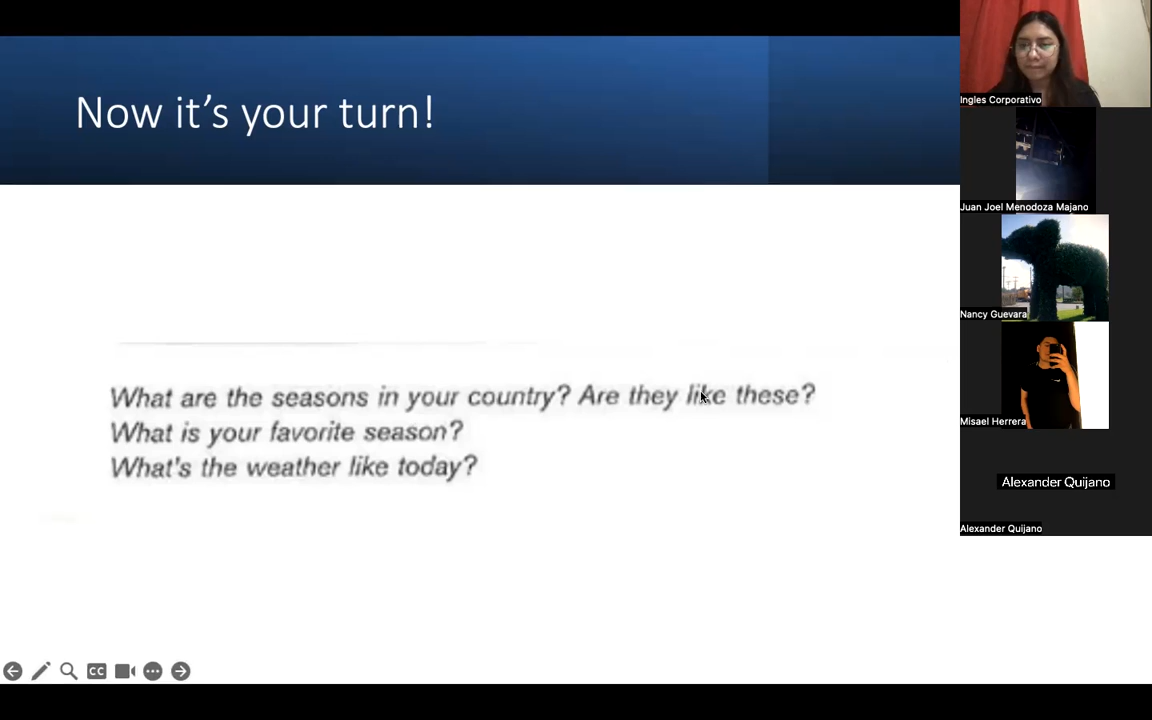 Now it's your turn!
What are the seasons in your country? Are they like these?
What is your favorite season?
What's the weather like today?
Ingles Corporativo
Juan Joel Menodoza Majano
Nancy Guevara
Misael Herrera
Alexander Quijano
Alexander Quijano
CC